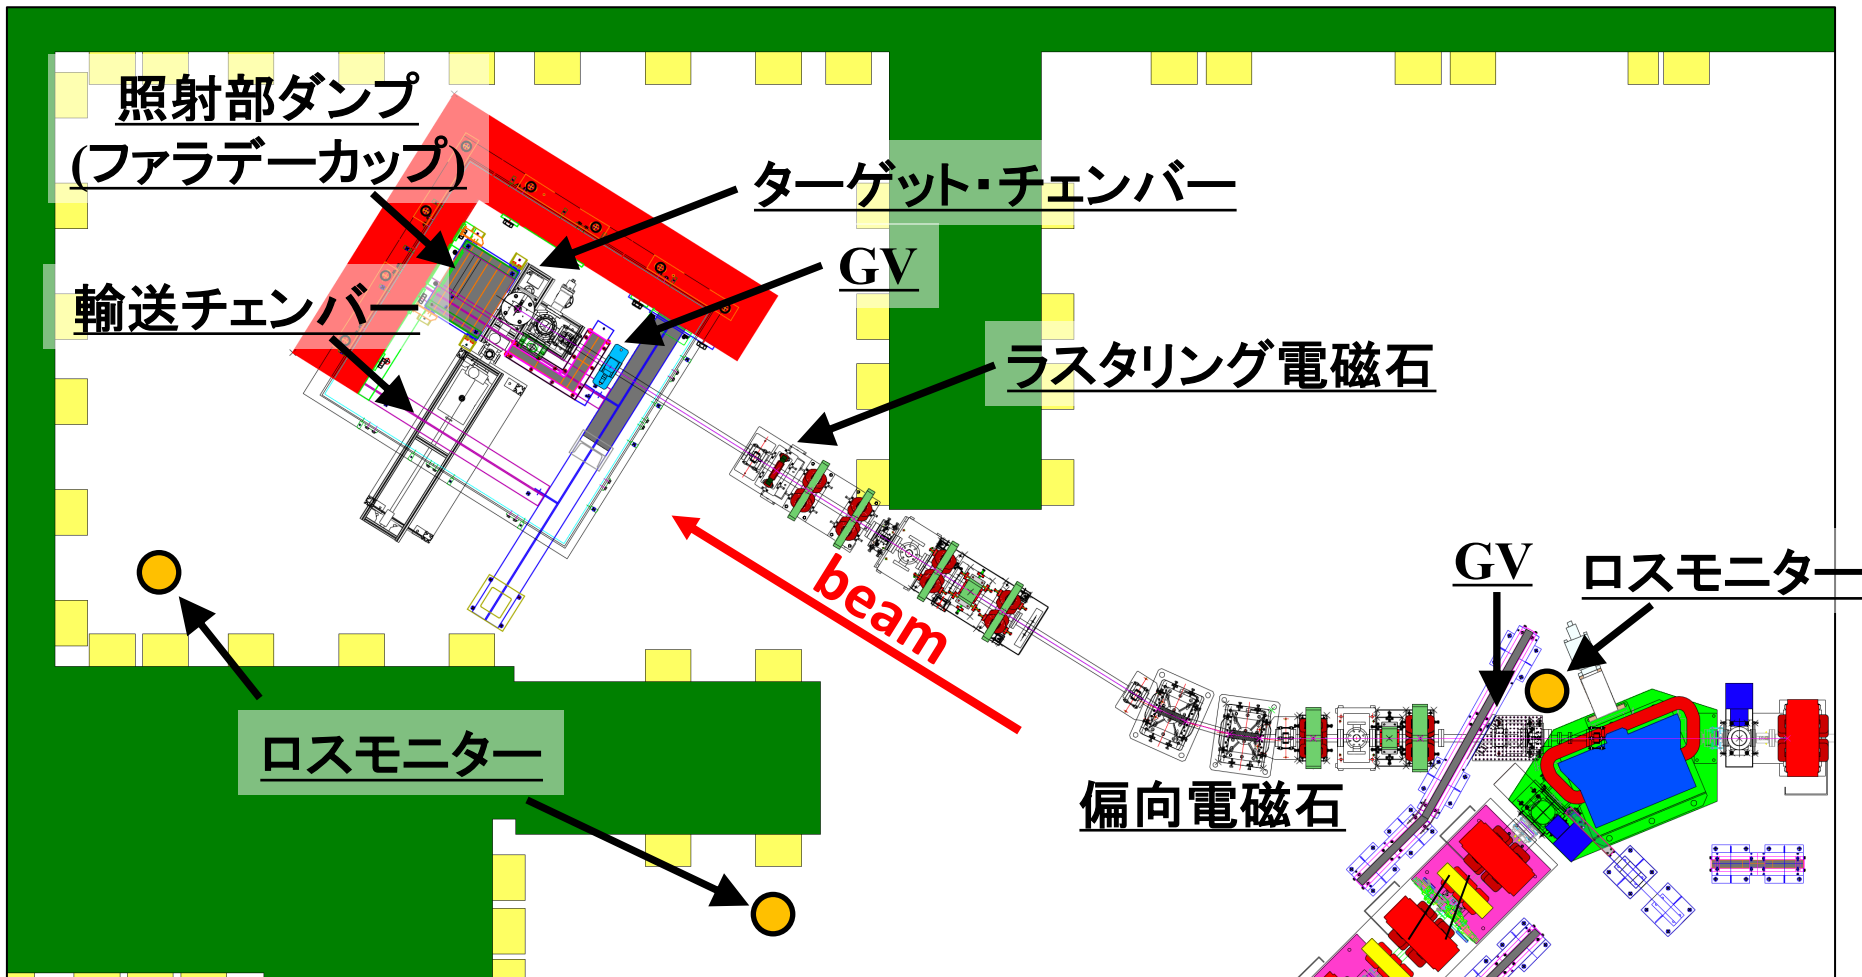 照射部ダンプ
(ファラデーカップ)
ターゲット・チェンバー
GV
輸送チェンバー
ラスタリング電磁石
beam
GV
ロスモニター
ロスモニター
偏向電磁石